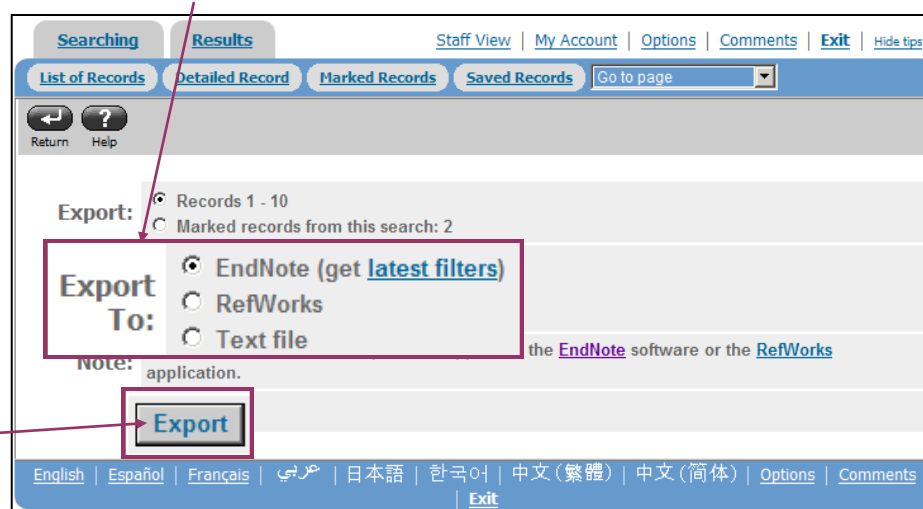 Searching Results Staff View | My Account | Options | Comments | Exit | Hide tips
List of Records Detailed Record Marked Records Saved Records Go to page
Return Help
Export: Records 1 - 10
Marked records from this search: 2
Export To: EndNote (get latest filters)
RefWorks
Text file
Note: the EndNote software or the RefWorks
application.
Export
English | Español | Français | عربي | 日本語 | 한국어 | 中文(繁體) | 中文(简体) | Options | Comments
| Exit